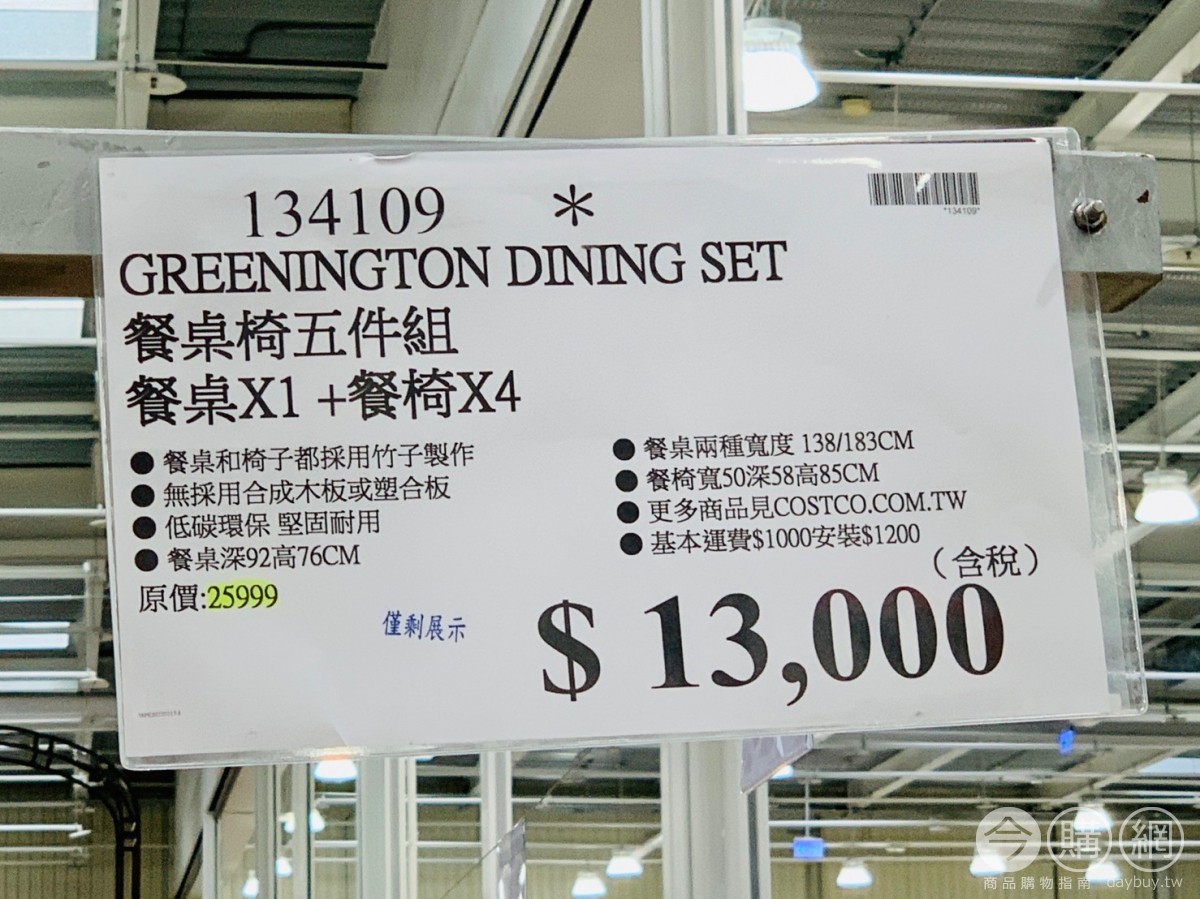 134109 *
*134109*
GREENINGTON DINING SET
餐桌椅五件組
餐桌X1 +餐椅X4
● 餐桌和椅子都採用竹子製作
● 無採用合成木板或塑合板
● 低碳環保 堅固耐用
● 餐桌深92高76CM
● 餐桌兩種寬度 138/183CM
● 餐椅寬50深58高85CM
● 更多商品見COSTCO.COM.TW
● 基本運費$1000安裝$1200
原價:25999
僅剩展示
(含稅)
$ 13,000
今購網
商品購物指南 daybuy.tw